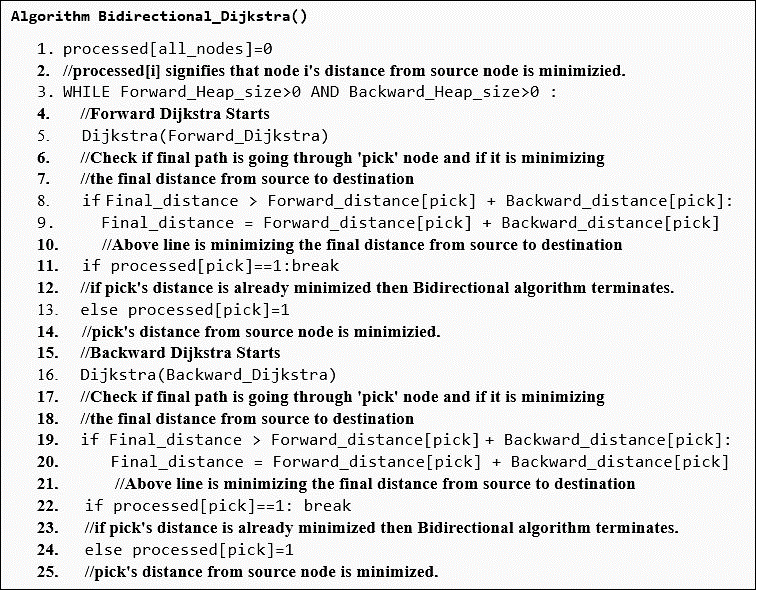 Algorithm Bidirectional_Dijkstra()
1. processed[all_nodes]=0
2. //processed[i] signifies that node i's distance from source node is minimizied.
3. WHILE Forward_Heap_size>0 AND Backward_Heap_size>0 :
4. //Forward Dijkstra Starts
5. Dijkstra(Forward_Dijkstra)
6. //Check if final path is going through 'pick' node and if it is minimizing
7. //the final distance from source to destination
8. if Final_distance > Forward_distance[pick] + Backward_distance[pick]:
9. Final_distance = Forward_distance[pick] + Backward_distance[pick]
10. //Above line is minimizing the final distance from source to destination
11. if processed[pick]==1:break
12. //if pick's distance is already minimized then Bidirectional algorithm terminates.
13. else processed[pick]=1
14. //pick's distance from source node is minimizied.
15. //Backward Dijkstra Starts
16. Dijkstra(Backward_Dijkstra)
17. //Check if final path is going through 'pick' node and if it is minimizing
18. //the final distance from source to destination
19. if Final_distance > Forward_distance[pick] + Backward_distance[pick]:
20. Final_distance = Forward_distance[pick] + Backward_distance[pick]
21. //Above line is minimizing the final distance from source to destination
22. if processed[pick]==1: break
23. //if pick's distance is already minimized then Bidirectional algorithm terminates.
24. else processed[pick]=1
25. //pick's distance from source node is minimized.